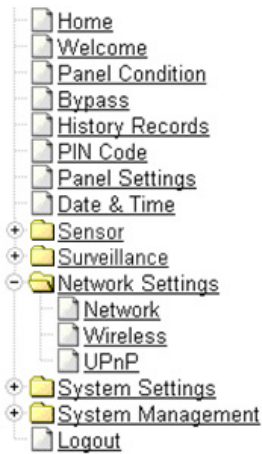 Home
Welcome
Panel Condition
Bypass
History Records
PIN Code
Panel Settings
Date & Time
Sensor
Surveillance
Network Settings
Network
Wireless
UPnP
System Settings
System Management
Logout